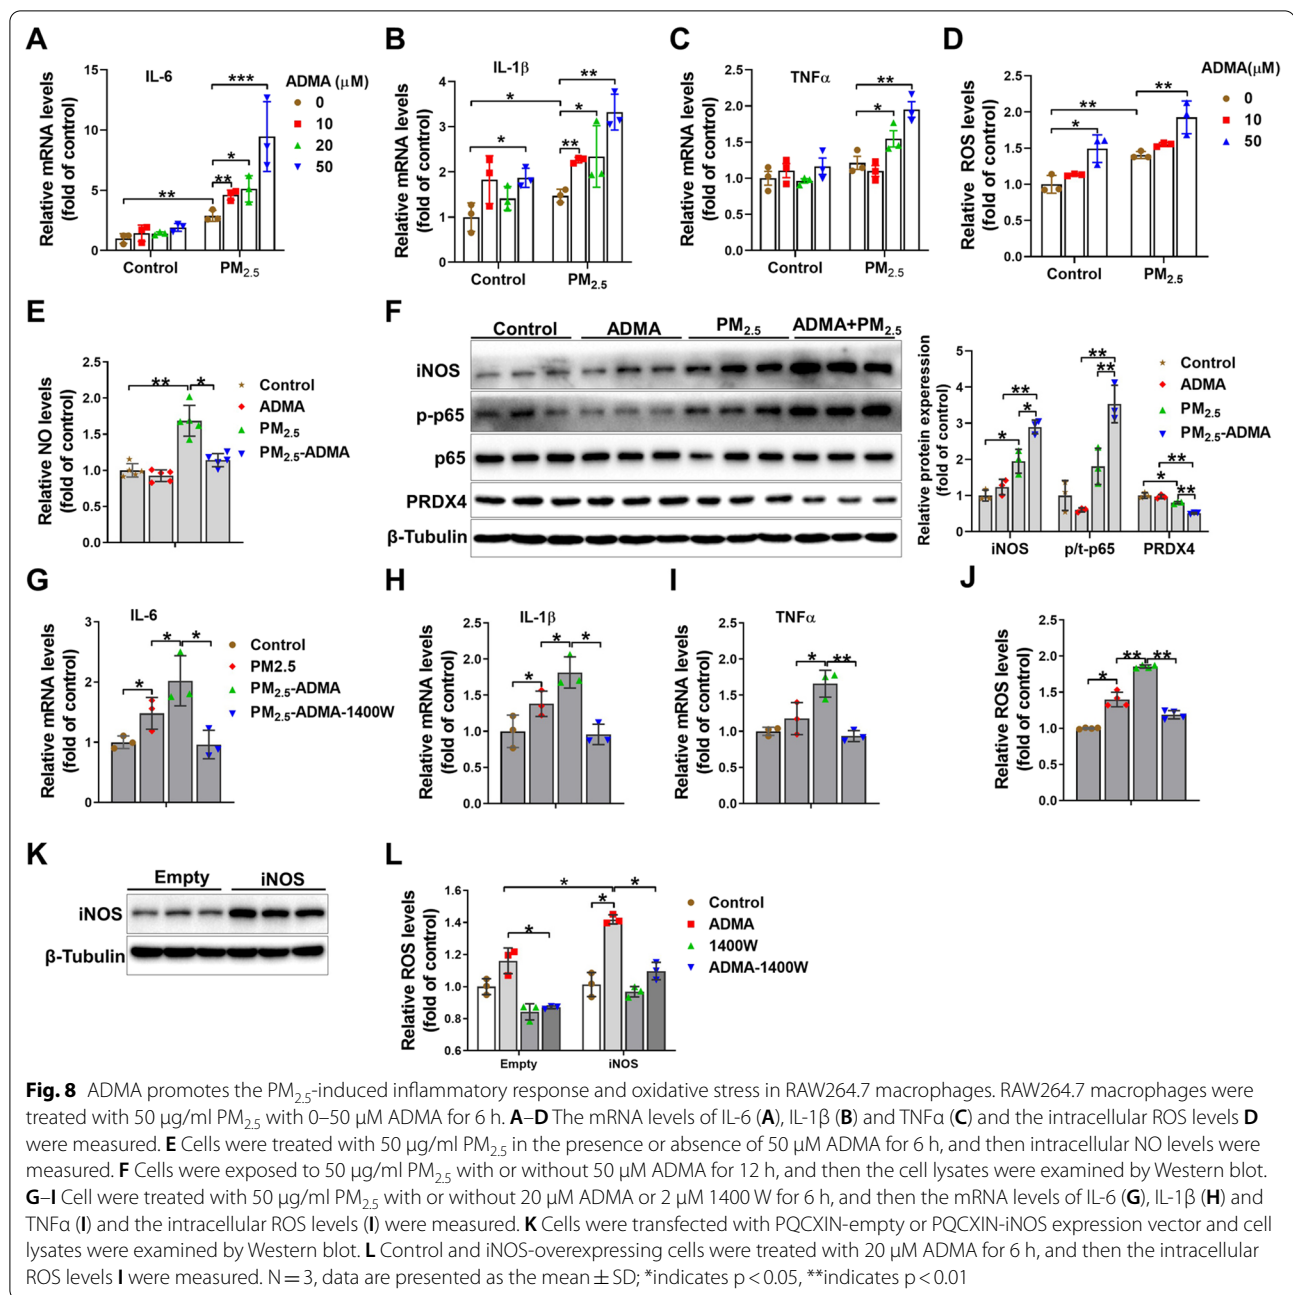 A
IL-6
ADMA (μM)
0
10
20
50
Relative mRNA levels
(fold of control)
15
10
5
0
**
**
*
***
Control
PM2.5
B
IL-1β
Relative mRNA levels
(fold of control)
4
3
2
1
0
*
*
**
*
**
Control
PM2.5
C
TNFα
Relative mRNA levels
(fold of control)
2.5
2.0
1.5
1.0
0.5
0.0
*
**
Control
PM2.5
D
ADMA(μM)
0
10
50
Relative ROS levels
(fold of control)
2.5
2.0
1.5
1.0
0.5
0.0
*
**
**
Control
PM2.5
E
Relative NO levels
(fold of control)
2.5
2.0
1.5
1.0
0.5
0.0
**
*
Control
ADMA
PM2.5
PM2.5-ADMA
F
Control
ADMA
PM2.5
ADMA+PM2.5
iNOS
p-p65
p65
PRDX4
β-Tubulin
Relative protein experession
(fold of control)
5
4
3
2
1
0
*
*
**
**
**
*
**
**
iNOS
p/t-p65
PRDX4
Control
ADMA
PM2.5
PM2.5-ADMA
G
IL-6
Relative mRNA levels
(fold of control)
3
2
1
0
*
*
*
Control
PM2.5
PM2.5-ADMA
PM2.5-ADMA-1400W
H
IL-1β
Relative mRNA levels
(fold of control)
2.5
2.0
1.5
1.0
0.5
0.0
*
*
*
I
TNFα
Relative mRNA levels
(fold of control)
2.5
2.0
1.5
1.0
0.5
0.0
*
**
J
Relative ROS levels
(fold of control)
2.5
2.0
1.5
1.0
0.5
0.0
*
**
**
K
Empty
iNOS
iNOS
β-Tubulin
L
Relative ROS levels
(fold of control)
1.6
1.4
1.2
1.0
0.8
0.6
*
*
*
*
Empty
iNOS
Control
ADMA
1400W
ADMA-1400W
Fig. 8 ADMA promotes the PM2.5-induced inflammatory response and oxidative stress in RAW264.7 macrophages. RAW264.7 macrophages were
treated with 50 μg/ml PM2.5 with 0–50 μM ADMA for 6 h. A–D The mRNA levels of IL-6 (A), IL-1β (B) and TNFα (C) and the intracellular ROS levels D
were measured. E Cells were treated with 50 μg/ml PM2.5 in the presence or absence of 50 μM ADMA for 6 h, and then intracellular NO levels were
measured. F Cells were exposed to 50 μg/ml PM2.5 with or without 50 μM ADMA for 12 h, and then the cell lysates were examined by Western blot.
G–I Cell were treated with 50 μg/ml PM2.5 with or without 20 μM ADMA or 2 μM 1400 W for 6 h, and then the mRNA levels of IL-6 (G), IL-1β (H) and
TNFα (I) and the intracellular ROS levels (I) were measured. K Cells were transfected with PQCXIN-empty or PQCXIN-iNOS expression vector and cell
lysates were examined by Western blot. L Control and iNOS-overexpressing cells were treated with 20 μM ADMA for 6 h, and then the intracellular
ROS levels I were measured. N = 3, data are presented as the mean ± SD; *indicates p < 0.05, **indicates p < 0.01